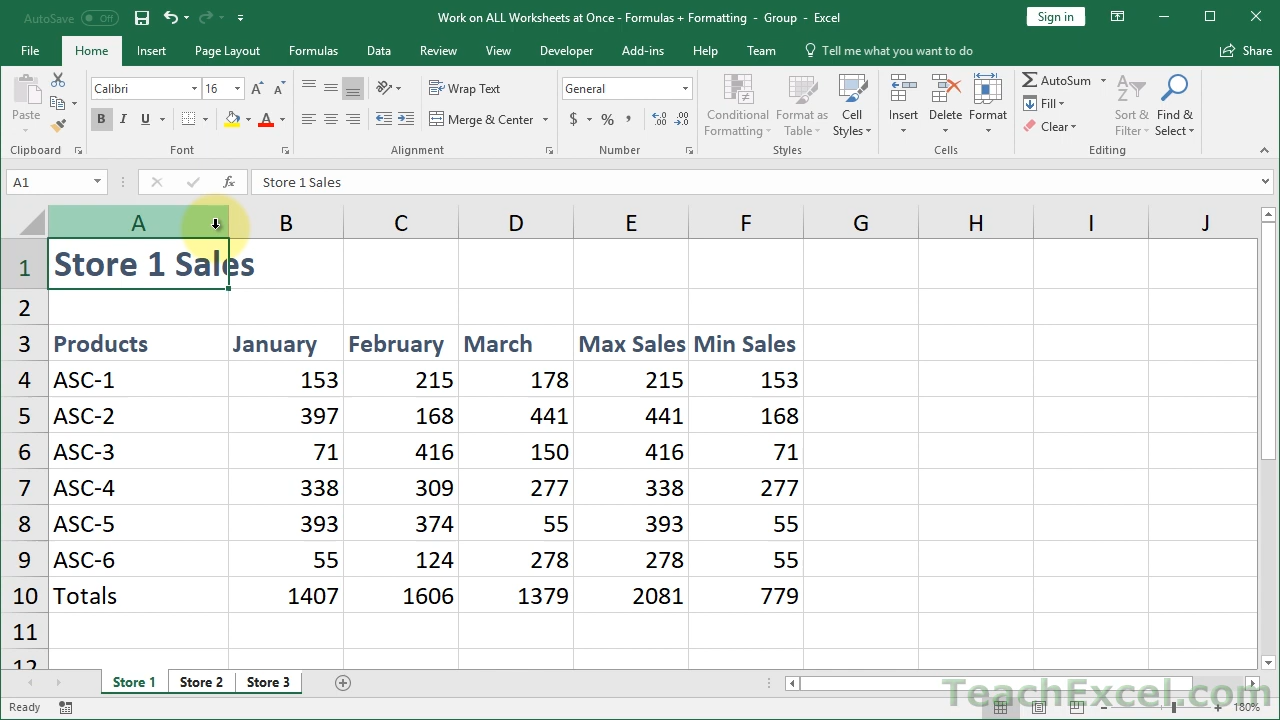 AutoSave Off Work on ALL Worksheets at Once - Formulas + Formatting - Group - Excel Sign in
File Home Insert Page Layout Formulas Data Review View Developer Add-ins Help Team Tell me what you want to do Share
Paste
Clipboard
Calibri 16
B I U A
Font
Wrap Text
Merge & Center
Alignment
General
$ % ,
Number
Conditional Formatting
Format as Table
Cell Styles
Styles
Insert Delete Format
Cells
AutoSum
Fill
Clear
Sort & Filter
Find & Select
Editing
A1 fx Store 1 Sales
A B C D E F G H I J
1 Store 1 Sales
2
3 Products January February March Max Sales Min Sales
4 ASC-1 153 215 178 215 153
5 ASC-2 397 168 441 441 168
6 ASC-3 71 416 150 416 71
7 ASC-4 338 309 277 338 277
8 ASC-5 393 374 55 393 55
9 ASC-6 55 124 278 278 55
10 Totals 1407 1606 1379 2081 779
11
12
Store 1 Store 2 Store 3
TeachExcel.com
Ready 180%